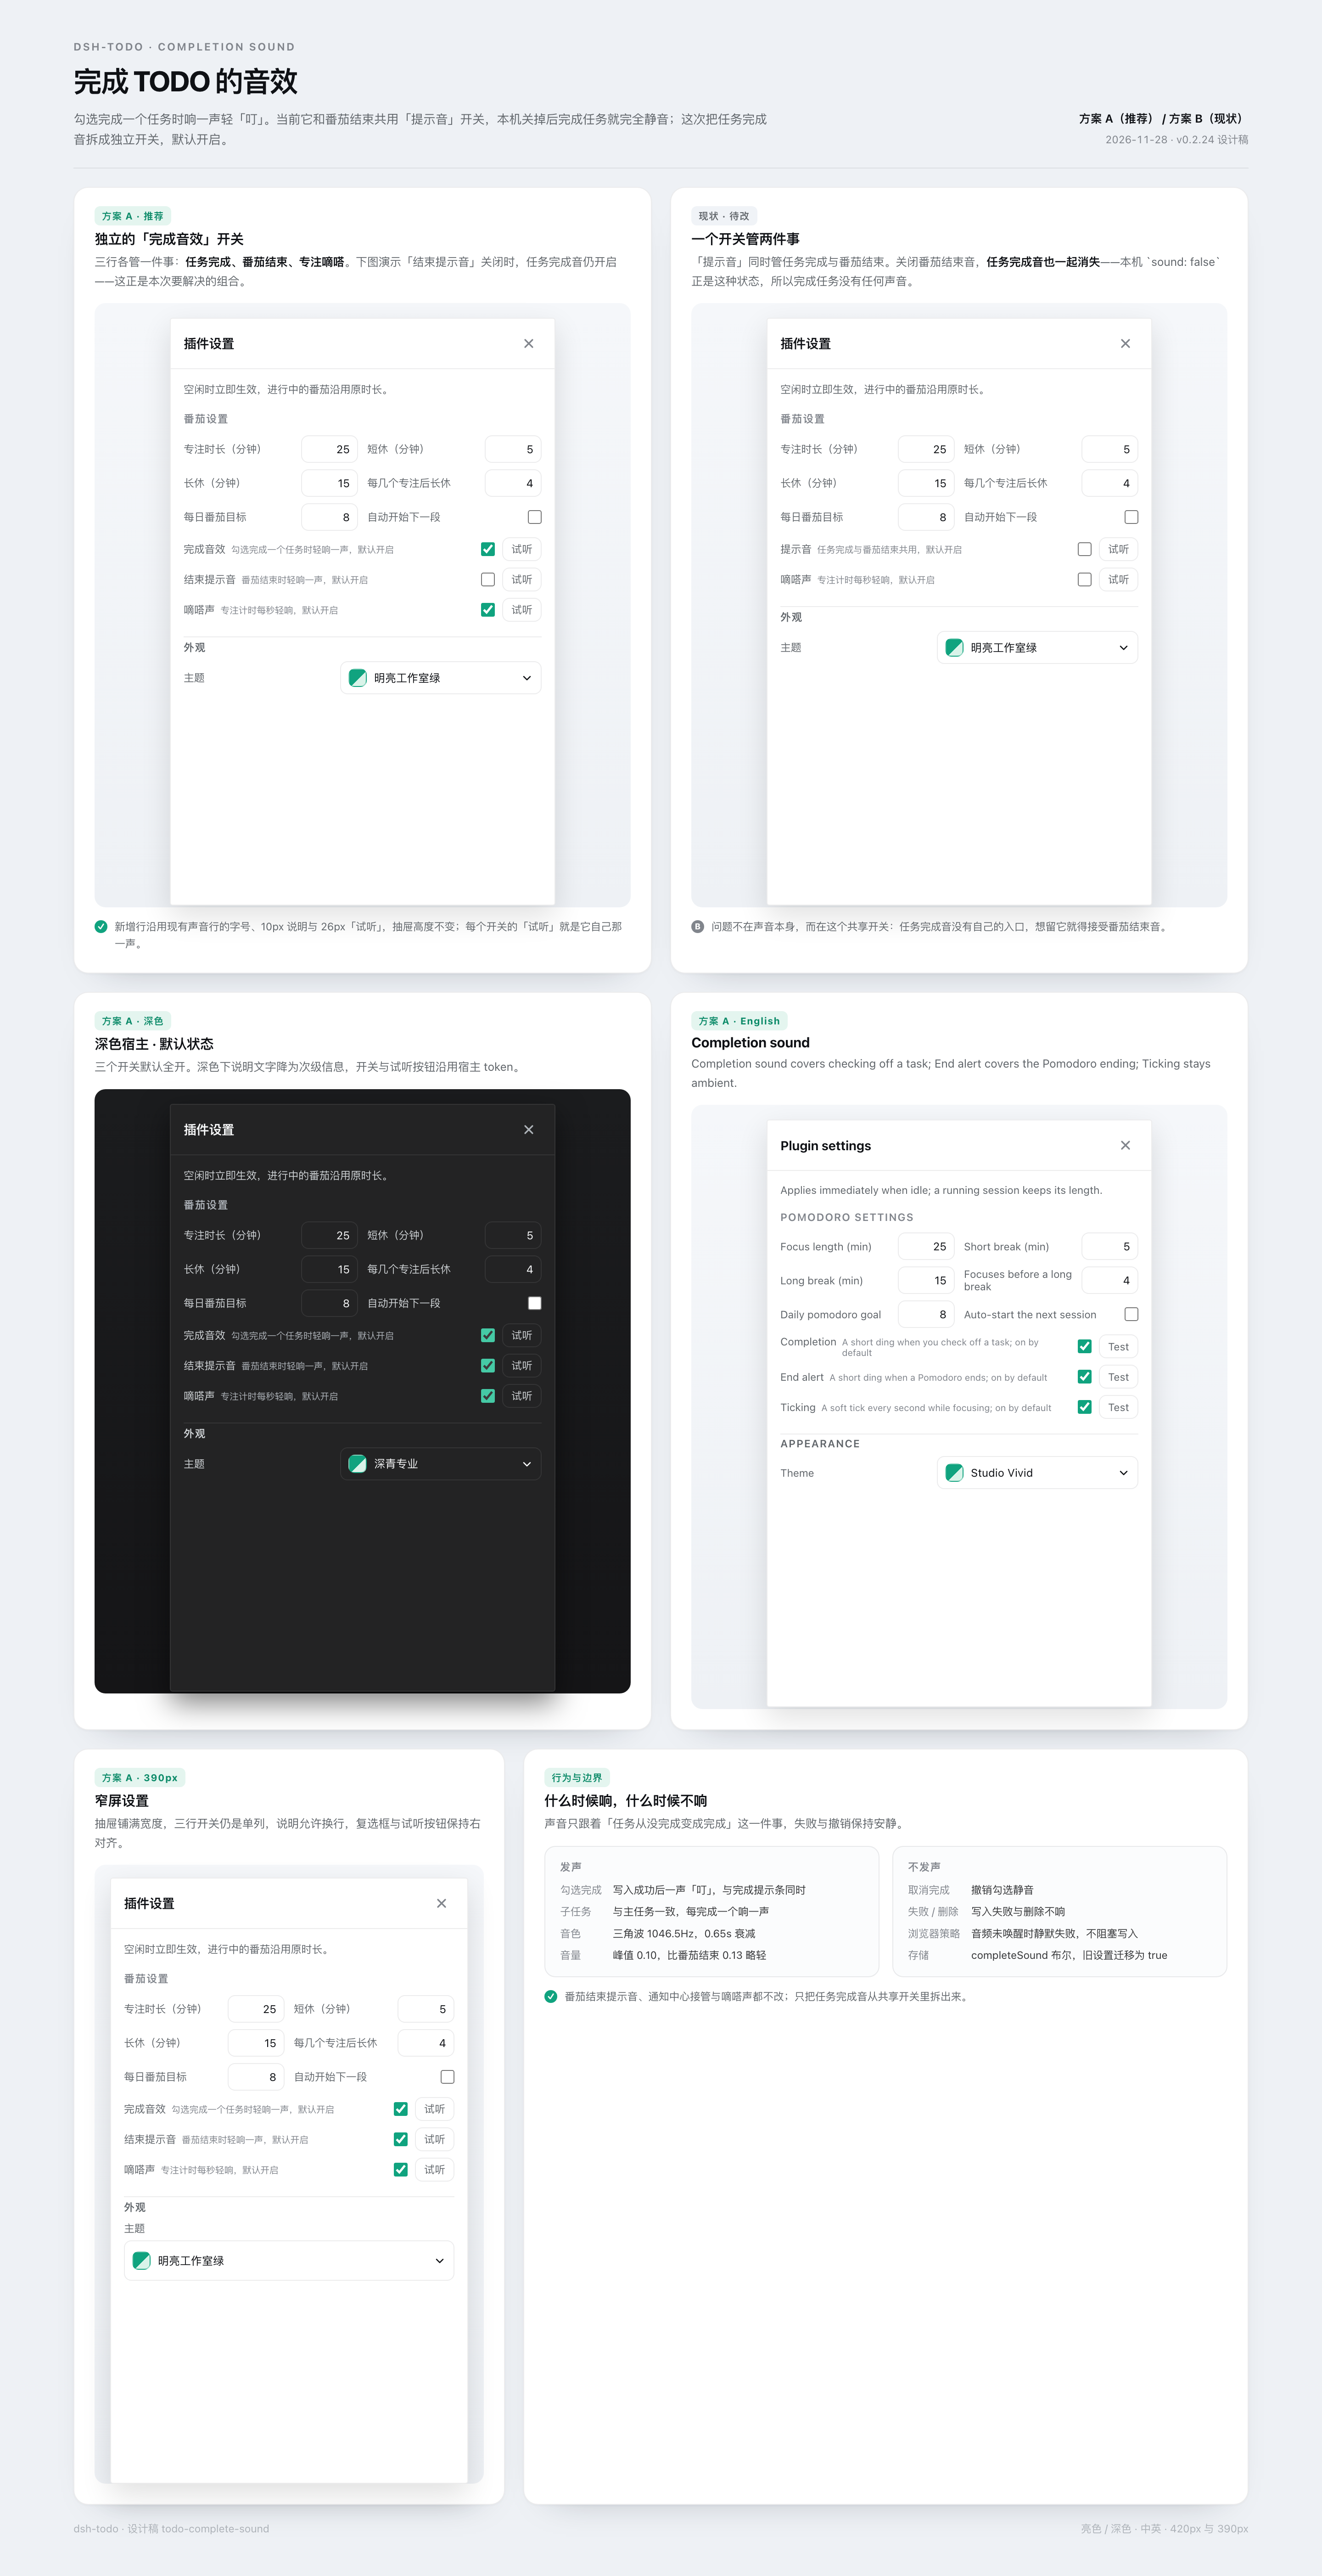 DSH-TODO · COMPLETION SOUND
完成 TODO 的音效
勾选完成一个任务时响一声轻「叮」。当前它和番茄结束共用「提示音」开关，本机关掉后完成任务就完全静音；这次把任务完成
音拆成独立开关，默认开启。
方案 A（推荐） / 方案 B（现状）
2026-11-28 · v0.2.24 设计稿
方案 A · 推荐
独立的「完成音效」开关
三行各管一件事：任务完成、番茄结束、专注嘀嗒。下图演示「结束提示音」关闭时，任务完成音仍开启
——这正是本次要解决的组合。
插件设置
空闲时立即生效，进行中的番茄沿用原时长。
番茄设置
专注时长（分钟） 25 短休（分钟） 5
长休（分钟） 15 每几个专注后长休 4
每日番茄目标 8 自动开始下一段
完成音效 勾选完成一个任务时轻响一声，默认开启 试听
结束提示音 番茄结束时轻响一声，默认开启 试听
嘀嗒声 专注计时每秒轻响，默认开启 试听
外观
主题 明亮工作室绿
新增行沿用现有声音行的字号、10px 说明与 26px「试听」，抽屉高度不变；每个开关的「试听」就是它自己那
一声。
现状 · 待改
一个开关管两件事
「提示音」同时管任务完成与番茄结束。关闭番茄结束音，任务完成音也一起消失——本机 `sound: false`
正是这种状态，所以完成任务没有任何声音。
插件设置
空闲时立即生效，进行中的番茄沿用原时长。
番茄设置
专注时长（分钟） 25 短休（分钟） 5
长休（分钟） 15 每几个专注后长休 4
每日番茄目标 8 自动开始下一段
提示音 任务完成与番茄结束共用，默认开启 试听
嘀嗒声 专注计时每秒轻响，默认开启 试听
外观
主题 明亮工作室绿
B 问题不在声音本身，而在这个共享开关：任务完成音没有自己的入口，想留它就得接受番茄结束音。
方案 A · 深色
深色宿主 · 默认状态
三个开关默认全开。深色下说明文字降为次级信息，开关与试听按钮沿用宿主 token。
插件设置
空闲时立即生效，进行中的番茄沿用原时长。
番茄设置
专注时长（分钟） 25 短休（分钟） 5
长休（分钟） 15 每几个专注后长休 4
每日番茄目标 8 自动开始下一段
完成音效 勾选完成一个任务时轻响一声，默认开启 试听
结束提示音 番茄结束时轻响一声，默认开启 试听
嘀嗒声 专注计时每秒轻响，默认开启 试听
外观
主题 深青专业
方案 A · English
Completion sound
Completion sound covers checking off a task; End alert covers the Pomodoro ending; Ticking stays
ambient.
Plugin settings
Applies immediately when idle; a running session keeps its length.
POMODORO SETTINGS
Focus length (min) 25 Short break (min) 5
Long break (min) 15 Focuses before a long
break 4
Daily pomodoro goal 8 Auto-start the next session
Completion A short ding when you check off a task; on by
default Test
End alert A short ding when a Pomodoro ends; on by default Test
Ticking A soft tick every second while focusing; on by default Test
APPEARANCE
Theme Studio Vivid
方案 A · 390px
窄屏设置
抽屉铺满宽度，三行开关仍是单列，说明允许换行，复选框与试听按钮保持右
对齐。
插件设置
空闲时立即生效，进行中的番茄沿用原时长。
番茄设置
专注时长（分钟） 25 短休（分钟） 5
长休（分钟） 15 每几个专注后长休 4
每日番茄目标 8 自动开始下一段
完成音效 勾选完成一个任务时轻响一声，默认开启 试听
结束提示音 番茄结束时轻响一声，默认开启 试听
嘀嗒声 专注计时每秒轻响，默认开启 试听
外观
主题
明亮工作室绿
行为与边界
什么时候响，什么时候不响
声音只跟着「任务从没完成变成完成」这一件事，失败与撤销保持安静。
发声
勾选完成 写入成功后一声「叮」，与完成提示条同时
子任务 与主任务一致，每完成一个响一声
音色 三角波 1046.5Hz，0.65s 衰减
音量 峰值 0.10，比番茄结束 0.13 略轻
不发声
取消完成 撤销勾选静音
失败 / 删除 写入失败与删除不响
浏览器策略 音频未唤醒时静默失败，不阻塞写入
存储 completeSound 布尔，旧设置迁移为 true
番茄结束提示音、通知中心接管与嘀嗒声都不改；只把任务完成音从共享开关里拆出来。
dsh-todo · 设计稿 todo-complete-sound
亮色 / 深色 · 中英 · 420px 与 390px